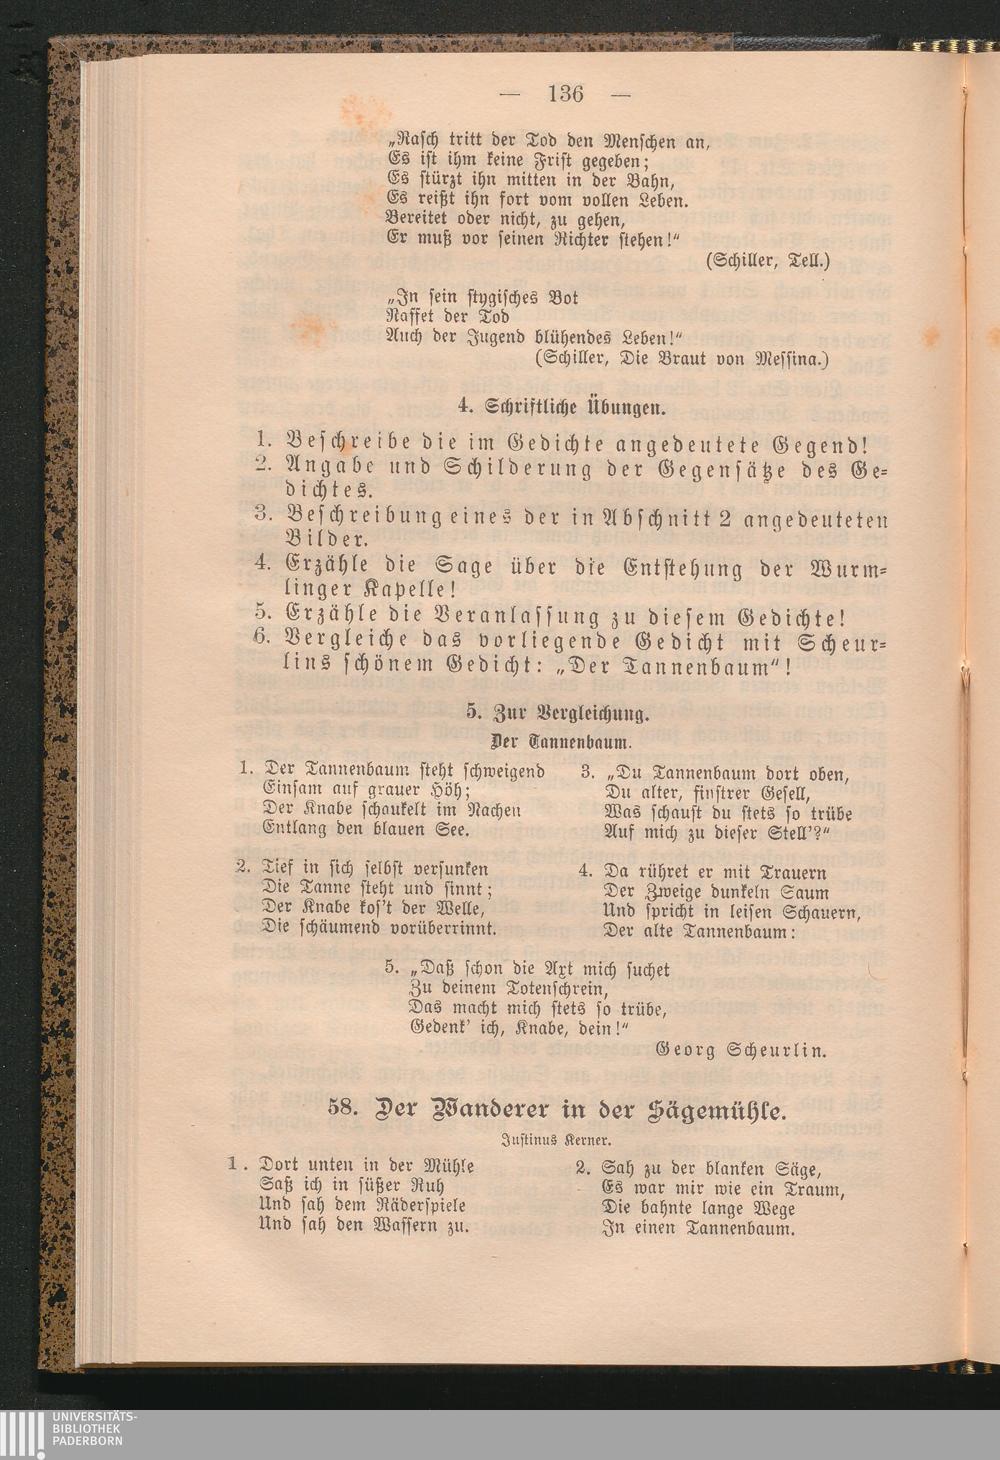 — 136 —
„Rasch tritt der Tod den Menschen an,
Es ist ihm keine Frist gegeben;
Es stürzt ihn mitten in der Bahn,
Es reißt ihn fort vom vollen Leben.
Bereitet oder nicht, zu gehen,
Er muß vor seinen Richter stehen!“
(Schiller, Tell.)
„In sein stygisches Bot
Raffet der Tod
Auch der Jugend blühendes Leben!“
(Schiller, Die Braut von Messina.)
4. Schriftliche Übungen.
1. Beschreibe die im Gedichte angedeutete Gegend!
2. Angabe und Schilderung der Gegensätze des Ge-
dichtes.
3. Beschreibung eines der in Abschnitt 2 angedeuteten
Bilder.
4. Erzähle die Sage über die Entstehung der Wurm-
linger Kapelle!
5. Erzähle die Veranlassung zu diesem Gedichte!
6. Vergleiche das vorliegende Gedicht mit Scheur-
lins schönem Gedicht: „Der Tannenbaum“!
5. Zur Vergleichung.
Der Tannenbaum.
1. Der Tannenbaum steht schweigend
Einsam auf grauer Höh;
Der Knabe schaukelt im Nachen
Entlang den blauen See.
2. Tief in sich selbst versunken
Die Tanne steht und sinnt;
Der Knabe kos't der Welle,
Die schäumend vorüberrinnt.
3. „Du Tannenbaum dort oben,
Du alter, finstrer Gesell,
Was schaust du stets so trübe
Auf mich zu dieser Stell'?“
4. Da rühret er mit Trauern
Der Zweige dunkeln Saum
Und spricht in leisen Schauern,
Der alte Tannenbaum:
5. „Daß schon die Axt mich suchet
Zu deinem Totenschrein,
Das macht mich stets so trübe,
Gedenk' ich, Knabe, dein!“
Georg Scheurlin.
58. Der Wanderer in der Sägemühle.
Justinus Kerner.
1. Dort unten in der Mühle
Saß ich in süßer Ruh
Und sah dem Räderspiele
Und sah den Wassern zu.
2. Sah zu der blanken Säge,
Es war mir wie ein Traum,
Die bahnte lange Wege
In einen Tannenbaum.
UNIVERSITÄTS-
BIBLIOTHEK
PADERBORN